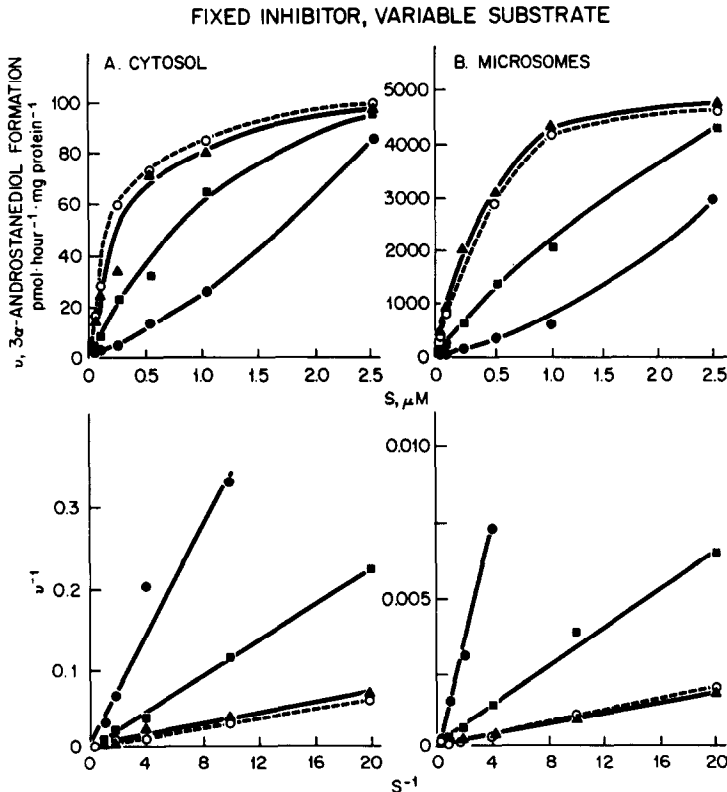 FIXED INHIBITOR, VARIABLE SUBSTRATE
A. CYTOSOL
B. MICROSOMES
υ, 3α-ANDROSTANEDIOL FORMATION
pmol·hour⁻¹·mg protein⁻¹
100
80
60
40
20
0
0 0.5 1.0 1.5 2.0 2.5
5000
4000
3000
2000
1000
0
0 0.5 1.0 1.5 2.0 2.5
S, μM
υ⁻¹
0.3
0.2
0.1
0
0 4 8 12 16 20
0.010
0.005
0
0 4 8 12 16 20
S⁻¹